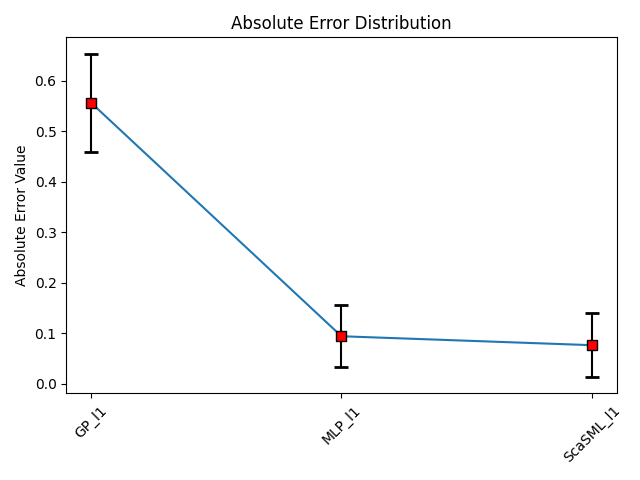 Absolute Error Distribution
Absolute Error Value
0.6
0.5
0.4
0.3
0.2
0.1
0.0
GP_l1
MLP_l1
ScaSML_l1